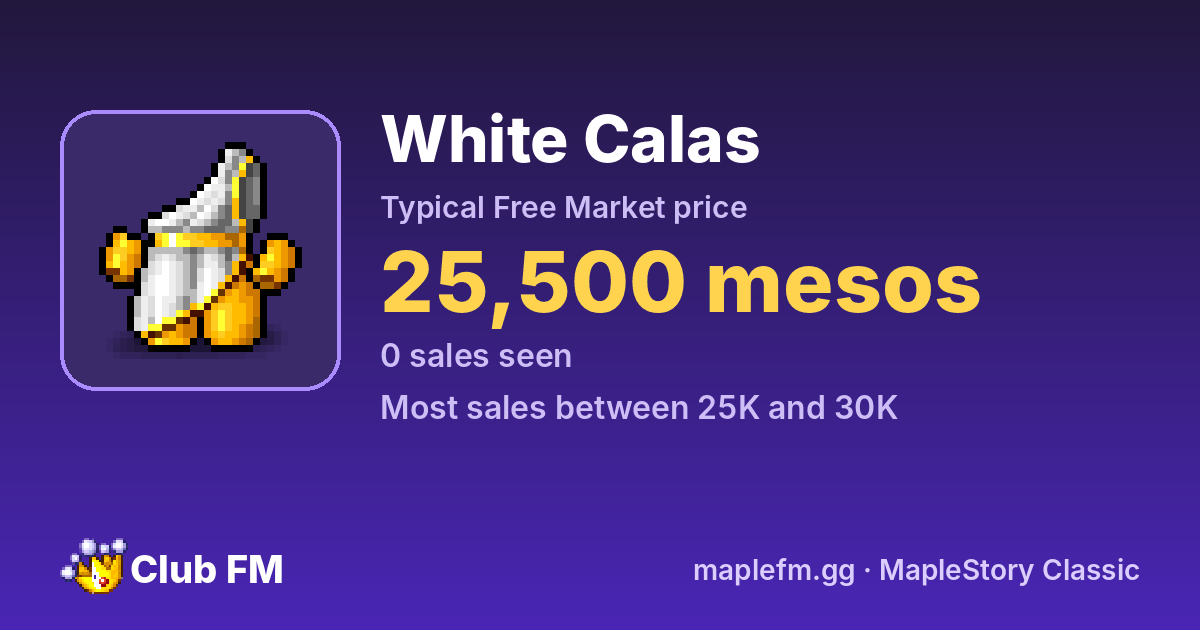 White Calas
Typical Free Market price
25,500 mesos
0 sales seen
Most sales between 25K and 30K
Club FM
maplefm.gg · MapleStory Classic